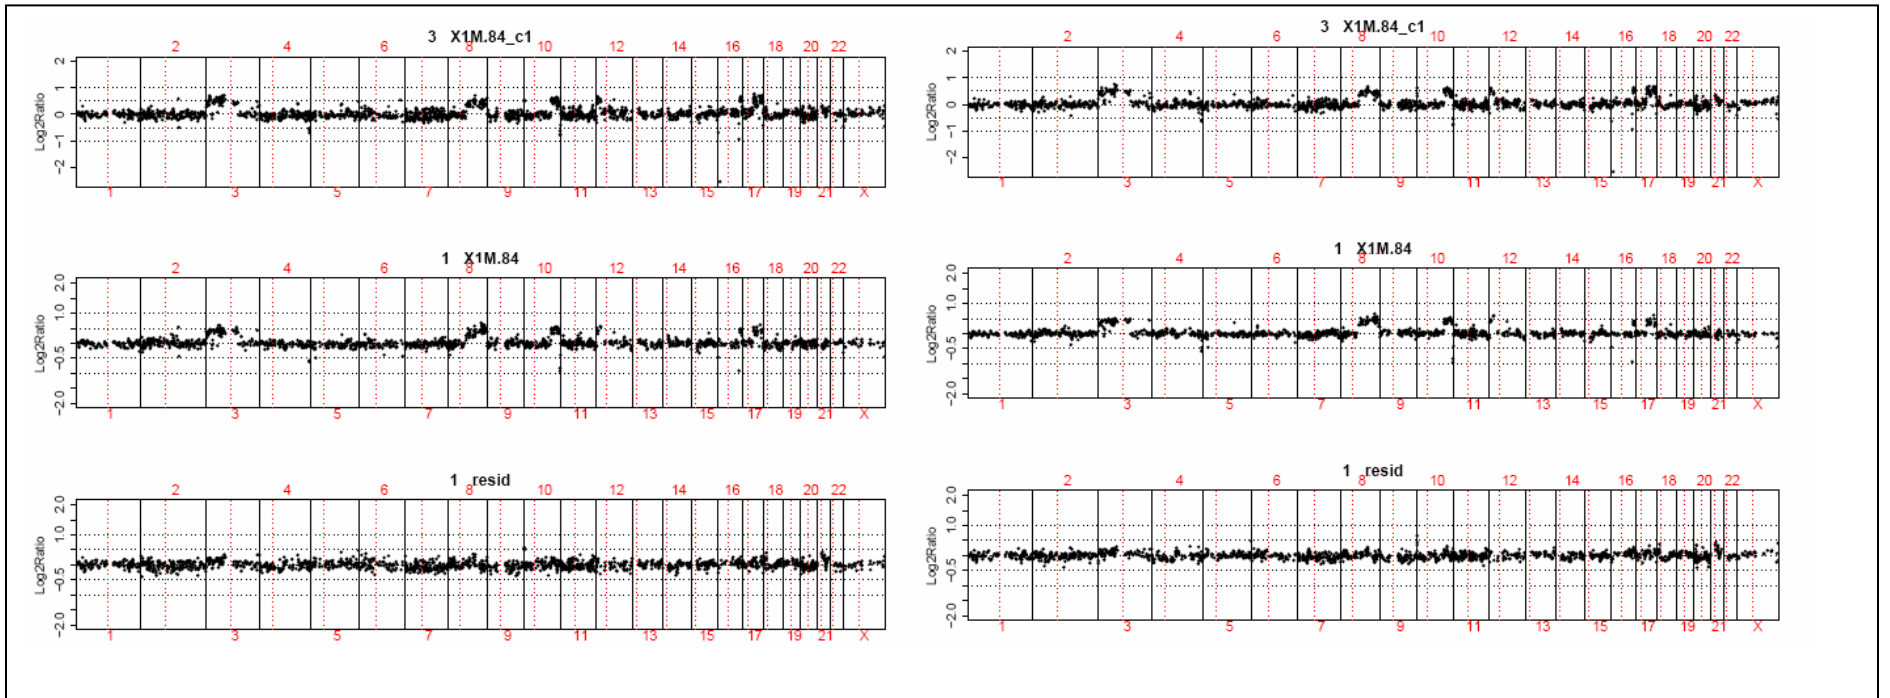 3 X1M.84_c1
2 4 6 8 10 12 14 16 18 20 22
Log2Ratio
2
1
0
−1
−2
1 3 5 7 9 11 13 15 17 19 21 X
1 X1M.84
2 4 6 8 10 12 14 16 18 20 22
Log2Ratio
2.0
1.0
−0.5
−2.0
1 3 5 7 9 11 13 15 17 19 21 X
1 resid
2 4 6 8 10 12 14 16 18 20 22
Log2Ratio
2.0
1.0
−0.5
−2.0
1 3 5 7 9 11 13 15 17 19 21 X
3 X1M.84_c1
2 4 6 8 10 12 14 16 18 20 22
Log2Ratio
2
1
0
−1
−2
1 3 5 7 9 11 13 15 17 19 21 X
1 X1M.84
2 4 6 8 10 12 14 16 18 20 22
Log2Ratio
2.0
1.0
−0.5
−2.0
1 3 5 7 9 11 13 15 17 19 21 X
1 resid
2 4 6 8 10 12 14 16 18 20 22
Log2Ratio
2.0
1.0
−0.5
−2.0
1 3 5 7 9 11 13 15 17 19 21 X